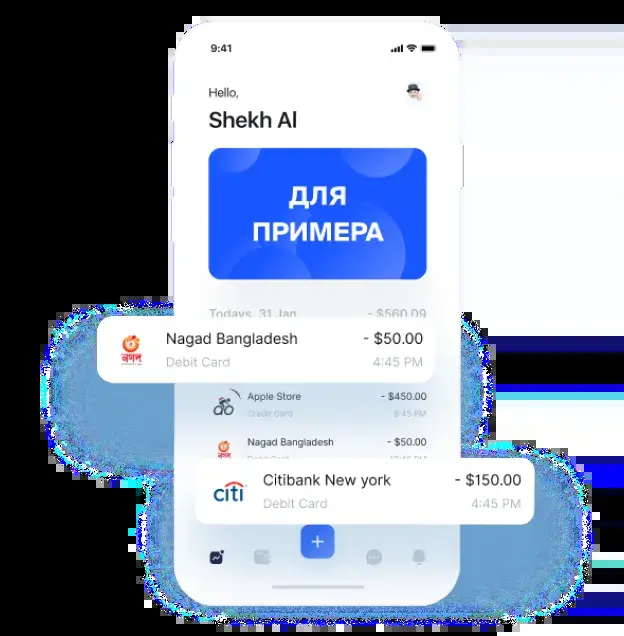 9:41
Hello,
Shekh Al
ДЛЯ
ПРИМЕРА
Todays, 31 Jan - $560.09
Nagad Bangladesh - $50.00
Debit Card 4:45 PM
Apple Store - $450.00
Credit Card 8:45 PM
Nagad Bangladesh - $50.00
citi Citibank New york - $150.00
Debit Card 4:45 PM